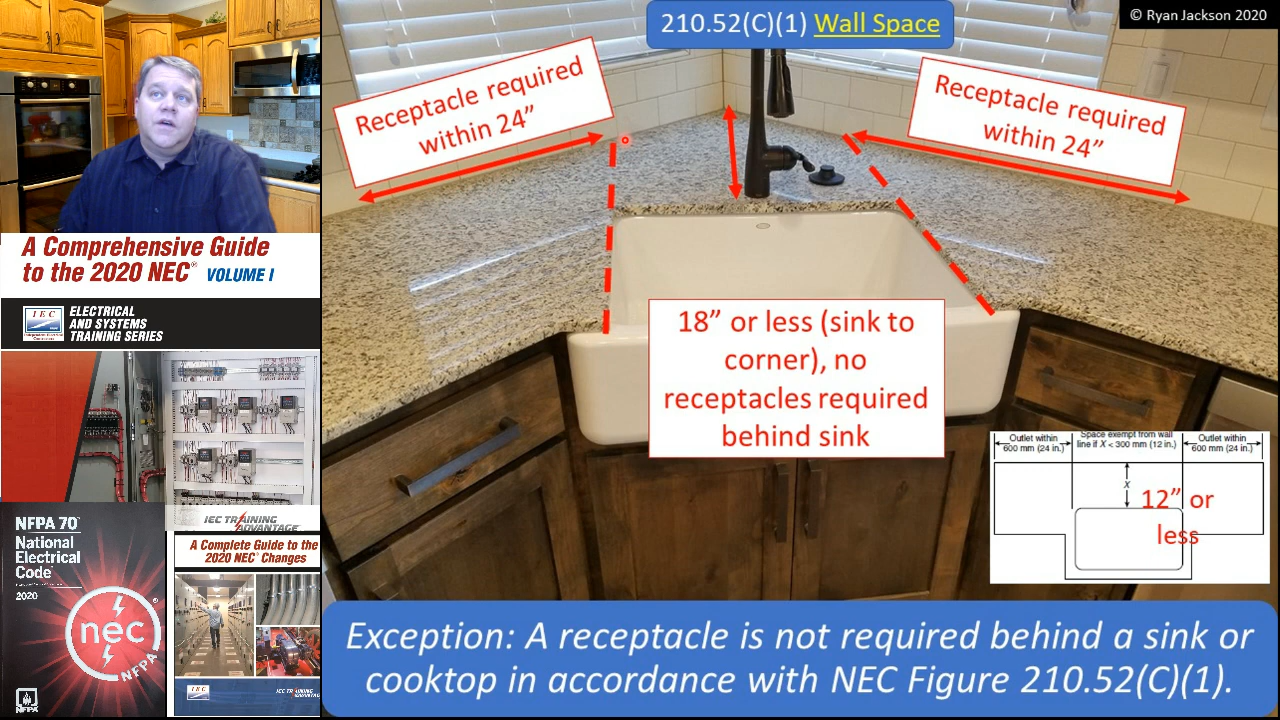 210.52(C)(1) Wall Space
© Ryan Jackson 2020
Receptacle required
within 24”
Receptacle required
within 24”
18” or less (sink to
corner), no
receptacles required
behind sink
Outlet within
600 mm (24 in.)
Space exempt from wall
line if X < 300 mm (12 in.)
Outlet within
600 mm (24 in.)
X
12” or
less
Exception: A receptacle is not required behind a sink or
cooktop in accordance with NEC Figure 210.52(C)(1).
A Comprehensive Guide
to the 2020 NEC® VOLUME I
IEC
ELECTRICAL
AND SYSTEMS
TRAINING SERIES
IEC TRAINING
ADVANTAGE
NFPA 70®
National
Electrical
Code®
2020
nec®
NFPA
NFPA
A Complete Guide to the
2020 NEC® Changes
IEC
IEC TRAINING